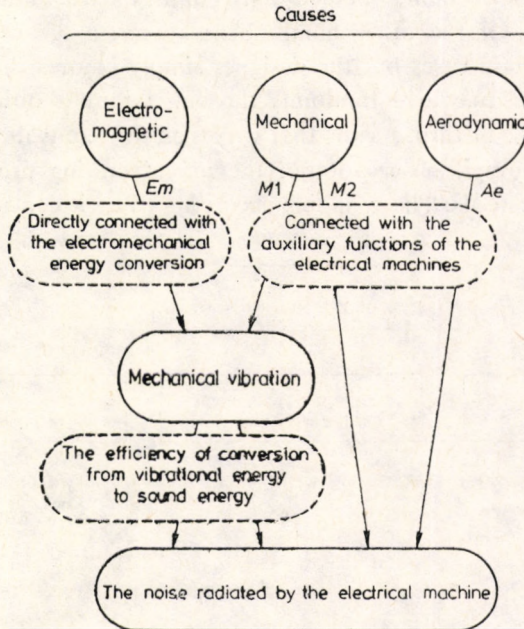 Causes
Electro-
magnetic
Mechanical
Aerodynamic
Em
M1
M2
Ae
Directly connected with
the electromechanical
energy conversion
Connected with the
auxiliary functions of the
electrical machines
Mechanical vibration
The efficiency of conversion
from vibrational energy
to sound energy
The noise radiated by the electrical machine